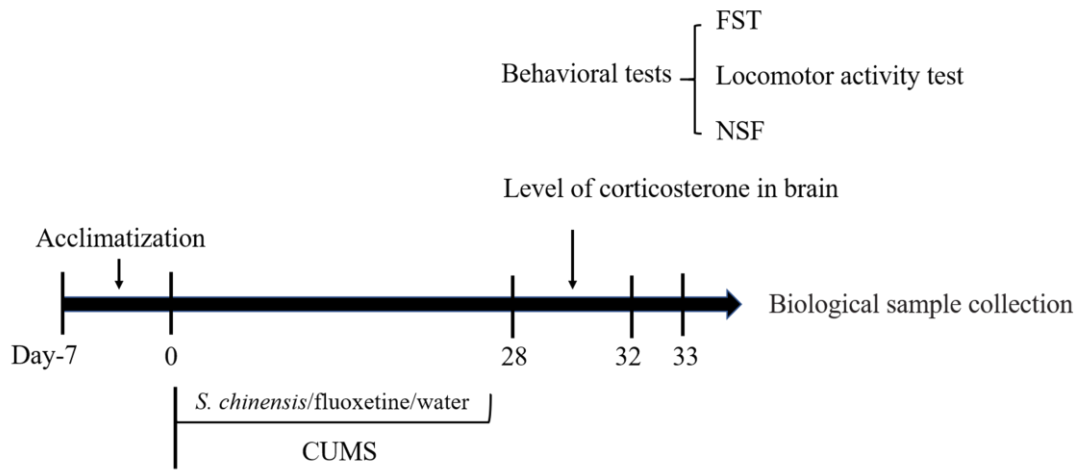 FST
Behavioral tests
Locomotor activity test
NSF
Level of corticosterone in brain
Acclimatization
Biological sample collection
Day-7
0
28
32
33
S. chinensis/fluoxetine/water
CUMS